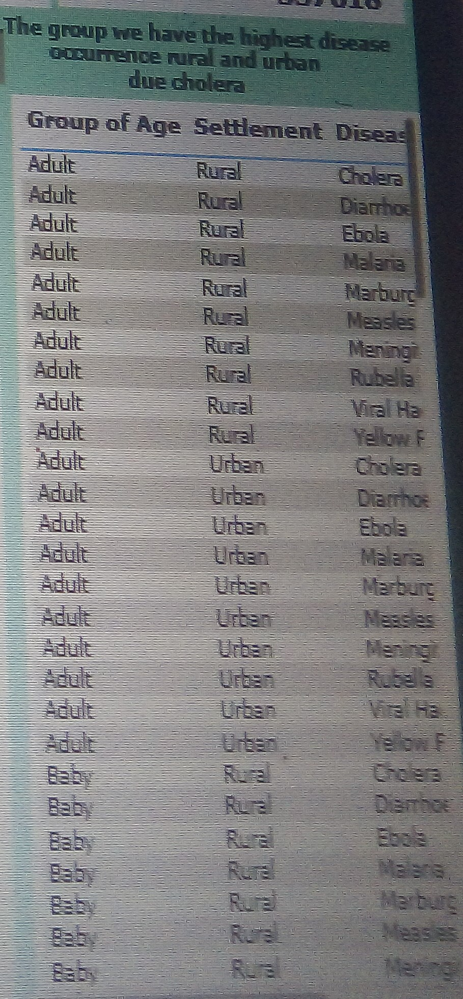 .The group we have the highest disease
occurrence rural and urban
due cholera
Group of Age Settlement Diseas
Adult Rural Cholera
Adult Rural Diarrhoe
Adult Rural Ebola
Adult Rural Malaria
Adult Rural Marburg
Adult Rural Measles
Adult Rural Meningi
Adult Rural Rubella
Adult Rural Viral Ha
Adult Rural Yellow F
Adult Urban Cholera
Adult Urban Diarrhoe
Adult Urban Ebola
Adult Urban Malaria
Adult Urban Marburg
Adult Urban Measles
Adult Urban Meningi
Adult Urban Rubella
Adult Urban Viral Ha
Adult Urban Yellow F
Baby Rural Cholera
Baby Rural Diarrhoe
Baby Rural Ebola
Baby Rural Malaria
Baby Rural Marburg
Baby Rural Measles
Baby Rural Meningi